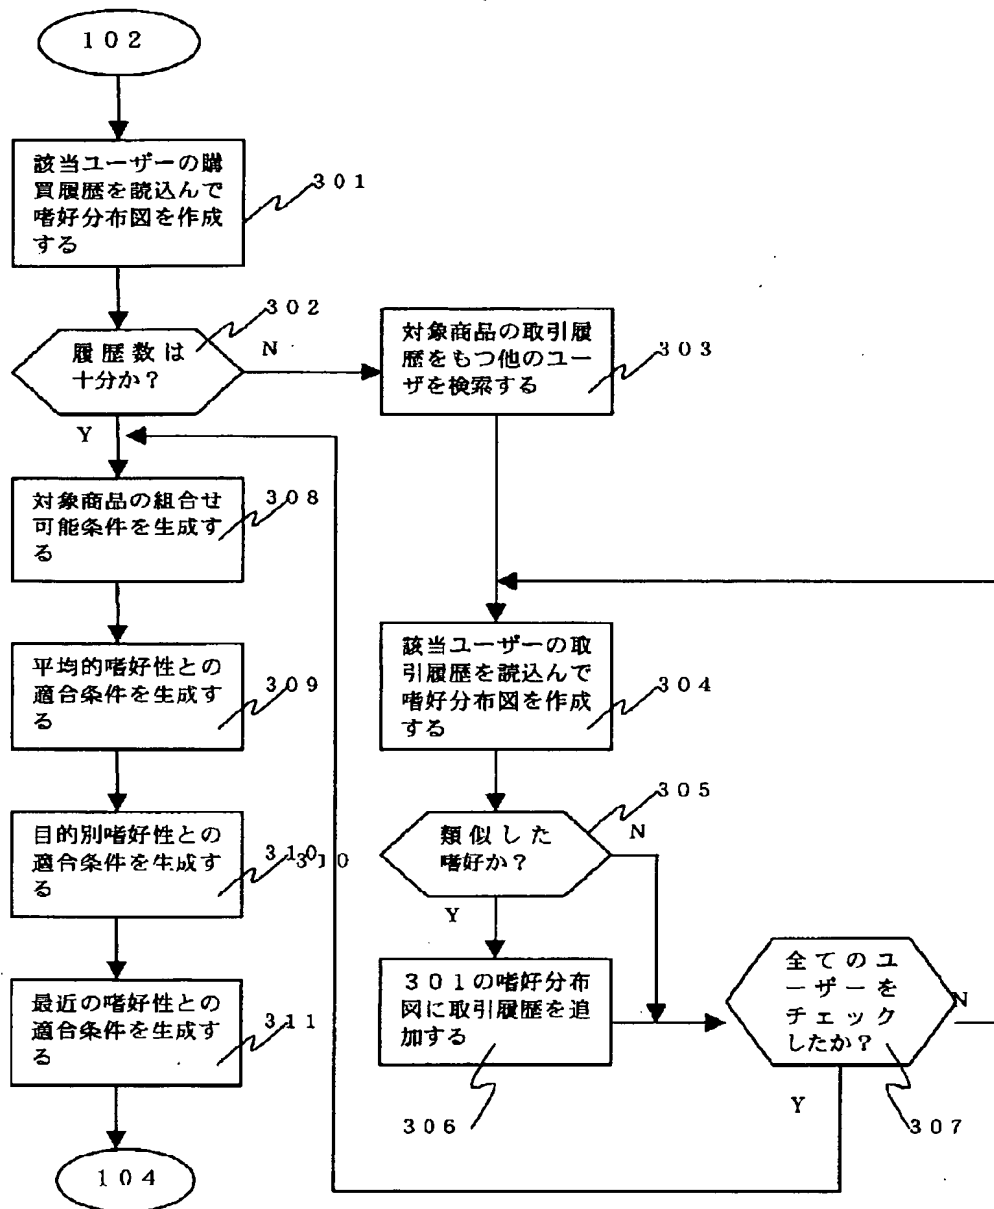 102
該当ユーザーの購
買履歴を読込んで
嗜好分布図を作成
する
301
302
履歴数は
十分か？
N
Y
対象商品の取引履
歴をもつ他のユー
ザを検索する
303
対象商品の組合せ
可能条件を生成す
る
308
平均的嗜好性との
適合条件を生成す
る
309
目的別嗜好性との
適合条件を生成す
る
310
310
最近の嗜好性との
適合条件を生成す
る
311
104
該当ユーザーの取
引履歴を読込んで
嗜好分布図を作成
する
304
305
類似した
嗜好か？
N
Y
301の嗜好分布
図に取引履歴を追
加する
306
全てのユ
ーザーを
チェック
したか？
N
Y
307